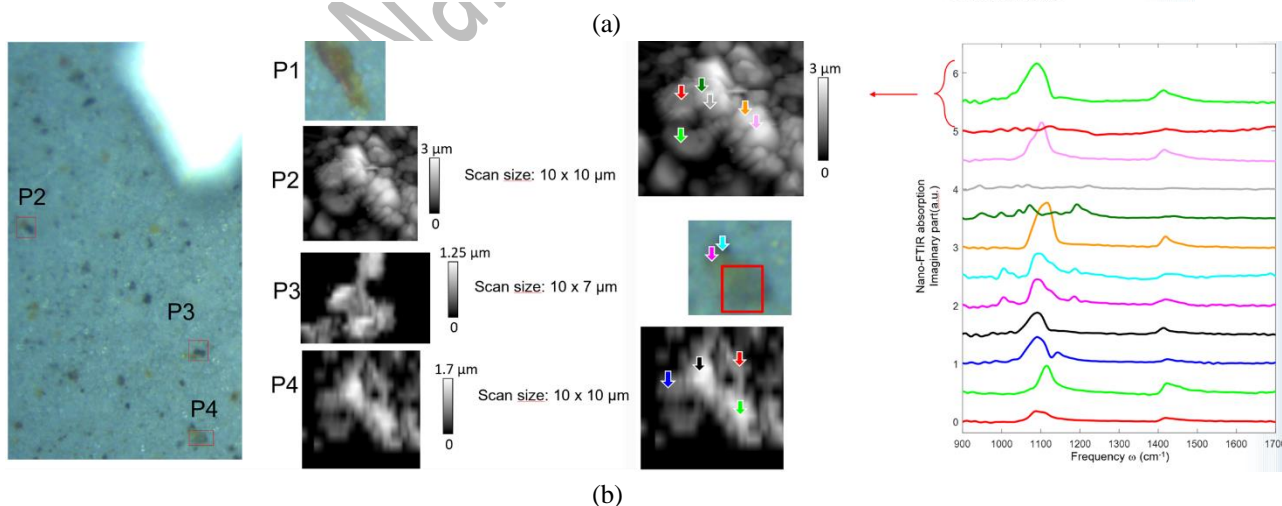 (a)
P1
P2
3 µm
0
Scan size: 10 x 10 µm
P3
1.25 µm
0
Scan size: 10 x 7 µm
P4
1.7 µm
0
Scan size: 10 x 10 µm
P2
P3
P4
3 µm
0
Nano-FTIR absorption
Imaginary part(a.u.)
6
5
4
3
2
1
0
900 1000 1100 1200 1300 1400 1500 1600 1700
Frequency ω (cm⁻¹)
(b)